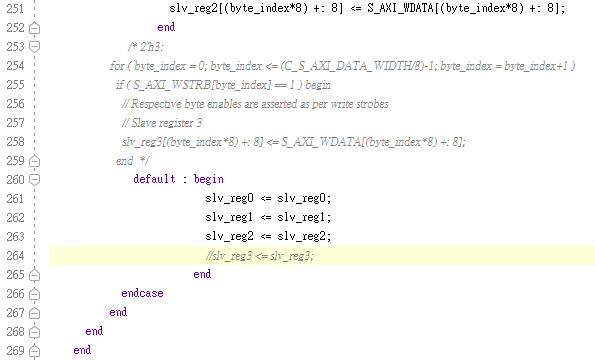 251 slv_reg2[(byte_index*8) +: 8] <= S_AXI_WDATA[(byte_index*8) +: 8];
252 end
253 /* 2'h3:
254 for ( byte_index = 0; byte_index <= (C_S_AXI_DATA_WIDTH/8)-1; byte_index = byte_index+1 )
255 if ( S_AXI_WSTRB[byte_index] == 1 ) begin
256 // Respective byte enables are asserted as per write strobes
257 // Slave register 3
258 slv_reg3[(byte_index*8) +: 8] <= S_AXI_WDATA[(byte_index*8) +: 8];
259 end */
260 default : begin
261 slv_reg0 <= slv_reg0;
262 slv_reg1 <= slv_reg1;
263 slv_reg2 <= slv_reg2;
264 //slv_reg3 <= slv_reg3;
265 end
266 endcase
267 end
268 end
269 end